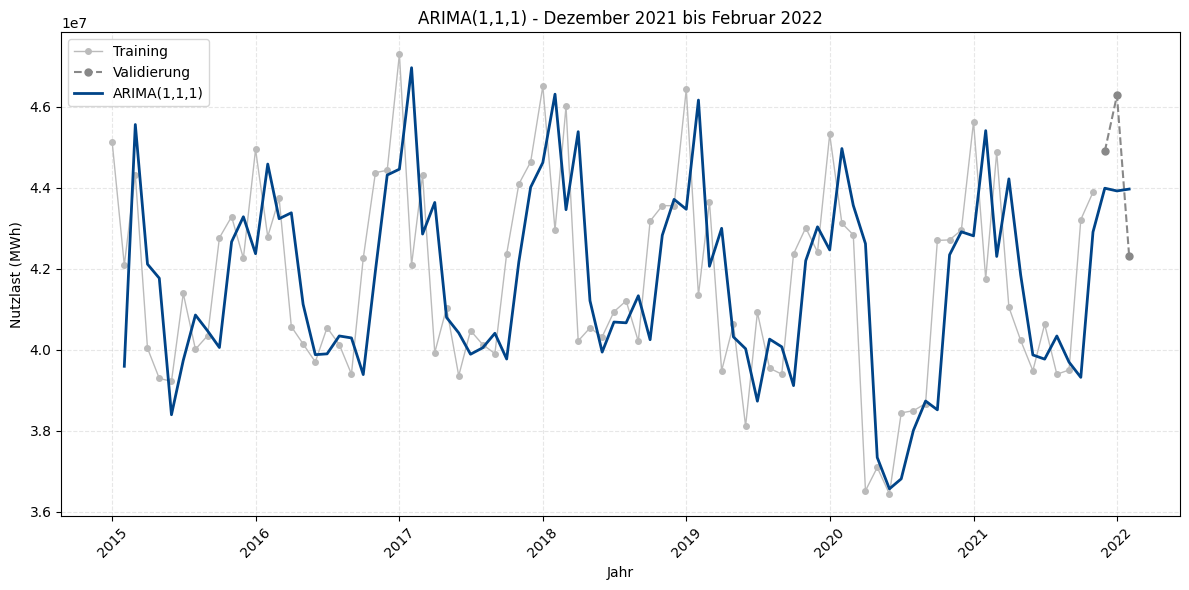 ARIMA(1,1,1) - Dezember 2021 bis Februar 2022
1e7
Training
Validierung
ARIMA(1,1,1)
4.6
4.4
4.2
4.0
3.8
3.6
Nutzlast (MWh)
2015
2016
2017
2018
2019
2020
2021
2022
Jahr